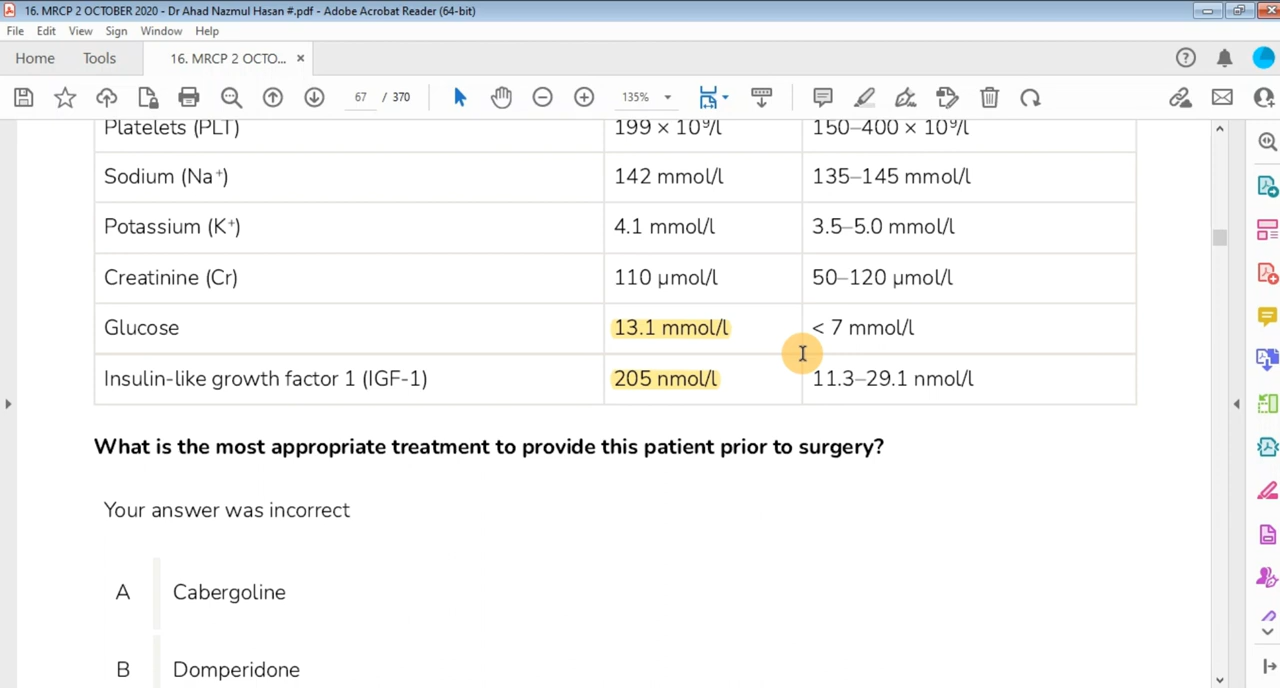 16. MRCP 2 OCTOBER 2020 - Dr Ahad Nazmul Hasan #.pdf - Adobe Acrobat Reader (64-bit)
File Edit View Sign Window Help
Home Tools 16. MRCP 2 OCTO... ×
67 / 370 135%
Platelets (PLT) 199 × 10⁹/l 150–400 × 10⁹/l
Sodium (Na⁺) 142 mmol/l 135–145 mmol/l
Potassium (K⁺) 4.1 mmol/l 3.5–5.0 mmol/l
Creatinine (Cr) 110 µmol/l 50–120 µmol/l
Glucose 13.1 mmol/l < 7 mmol/l
Insulin-like growth factor 1 (IGF-1) 205 nmol/l 11.3–29.1 nmol/l
What is the most appropriate treatment to provide this patient prior to surgery?
Your answer was incorrect
A Cabergoline
B Domperidone